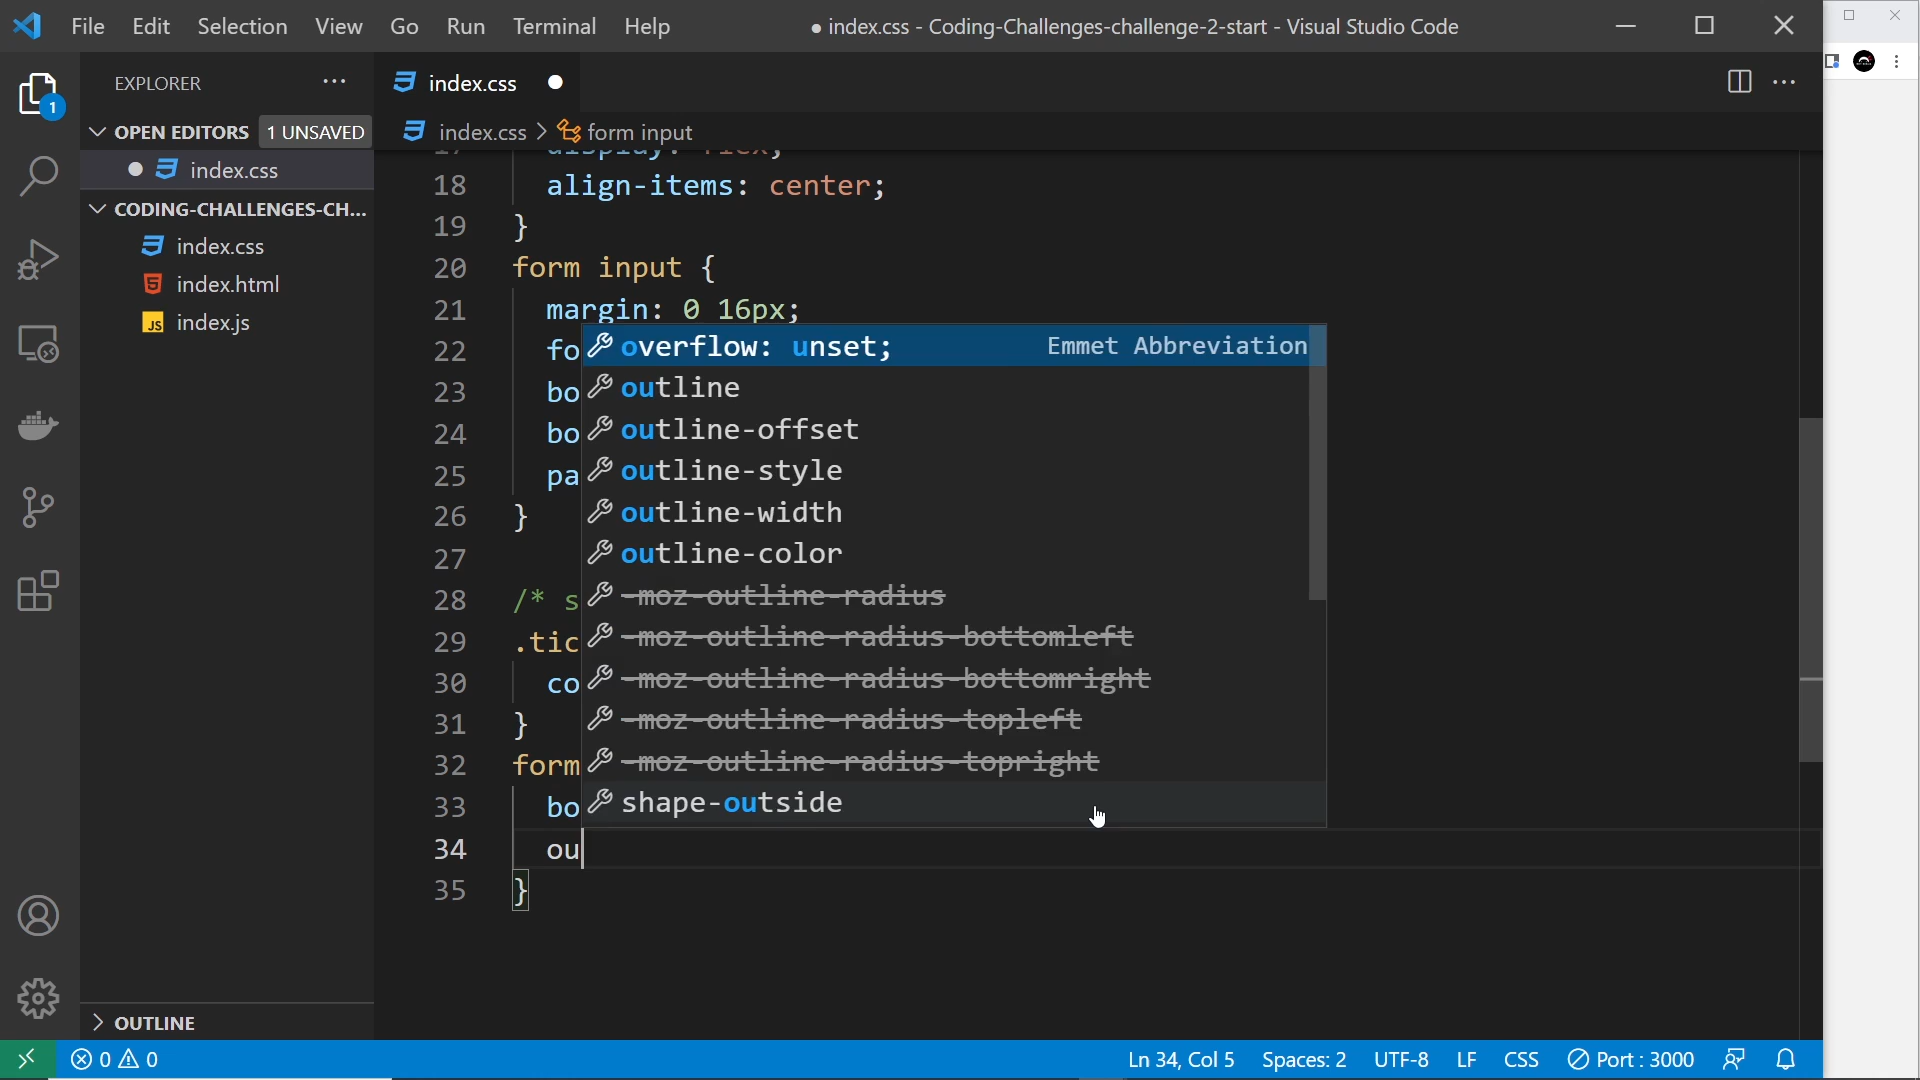 File Edit Selection View Go Run Terminal Help
● index.css - Coding-Challenges-challenge-2-start - Visual Studio Code
EXPLORER
OPEN EDITORS 1 UNSAVED
index.css
CODING-CHALLENGES-CH...
index.css
index.html
JS index.js
OUTLINE
1
index.css
index.css > form input
17 display: flex;
18 align-items: center;
19 }
20 form input {
21 margin: 0 16px;
22 fo
23 bo
24 bo
25 pa
26 }
27
28 /* s
29 .tic
30 co
31 }
32 form
33 bo
34 ou
35 }
overflow: unset; Emmet Abbreviation
outline
outline-offset
outline-style
outline-width
outline-color
-moz-outline-radius
-moz-outline-radius-bottomleft
-moz-outline-radius-bottomright
-moz-outline-radius-topleft
-moz-outline-radius-topright
shape-outside
0 0
Ln 34, Col 5 Spaces: 2 UTF-8 LF CSS Port : 3000